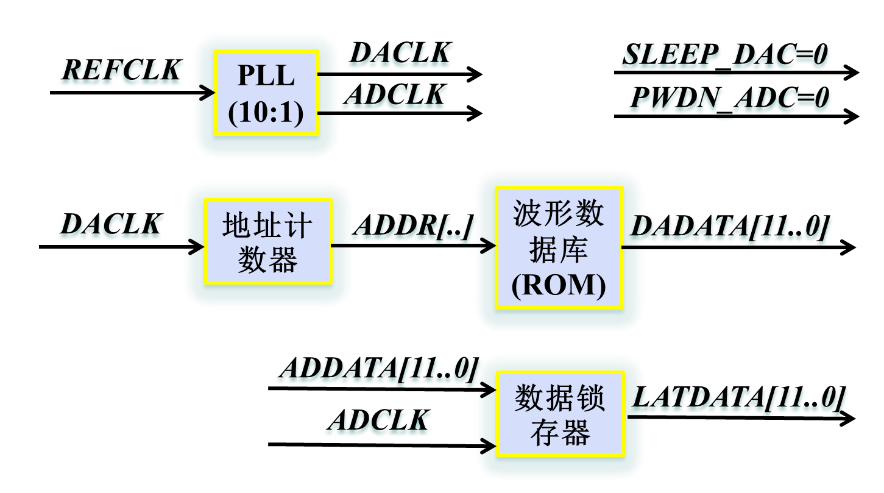 REFCLK
PLL
(10:1)
DACLK
ADCLK
SLEEP_DAC=0
PWDN_ADC=0
DACLK
地址计
数器
ADDR[..]
波形数
据库
(ROM)
DADATA[11..0]
ADDATA[11..0]
ADCLK
数据锁
存器
LATDATA[11..0]